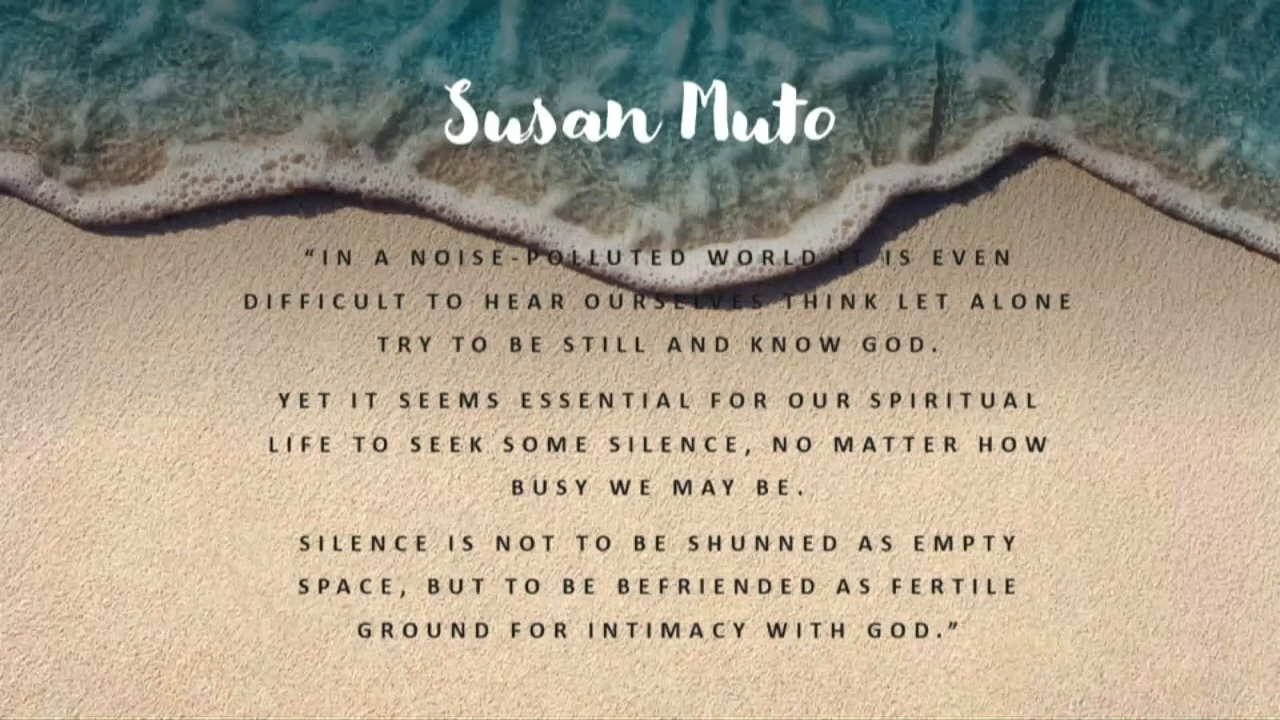 Susan Muto
“IN A NOISE-POLLUTED WORLD IT IS EVEN
DIFFICULT TO HEAR OURSELVES THINK LET ALONE
TRY TO BE STILL AND KNOW GOD.
YET IT SEEMS ESSENTIAL FOR OUR SPIRITUAL
LIFE TO SEEK SOME SILENCE, NO MATTER HOW
BUSY WE MAY BE.
SILENCE IS NOT TO BE SHUNNED AS EMPTY
SPACE, BUT TO BE BEFRIENDED AS FERTILE
GROUND FOR INTIMACY WITH GOD.”